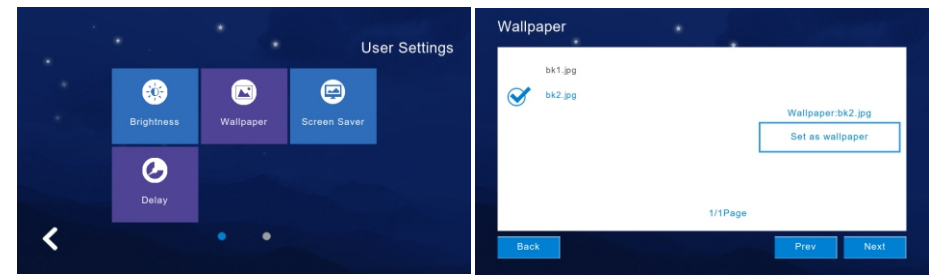 User Settings
Brightness
Wallpaper
Screen Saver
Delay
Wallpaper
bk1.jpg
bk2.jpg
Wallpaper:bk2.jpg
Set as wallpaper
1/1Page
Back
Prev
Next